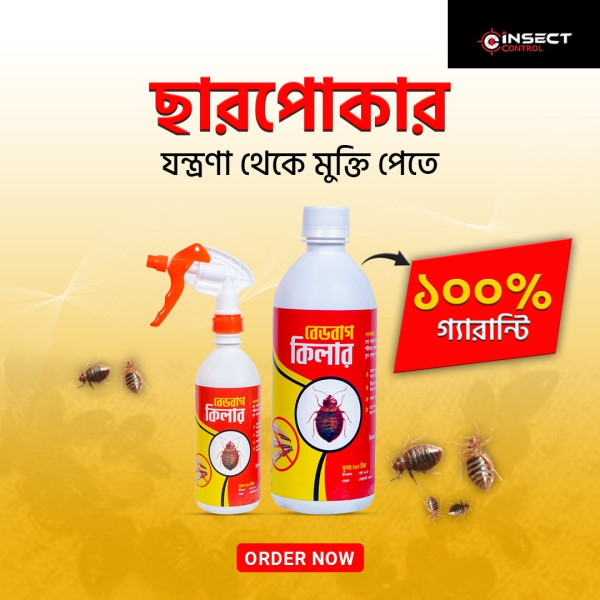 INSECT
CONTROL
ছারপোকার
যন্ত্রণা থেকে মুক্তি পেতে
১০০%
গ্যারান্টি
বেডবাগ
কিলার
বেডবাগ
কিলার
ORDER NOW